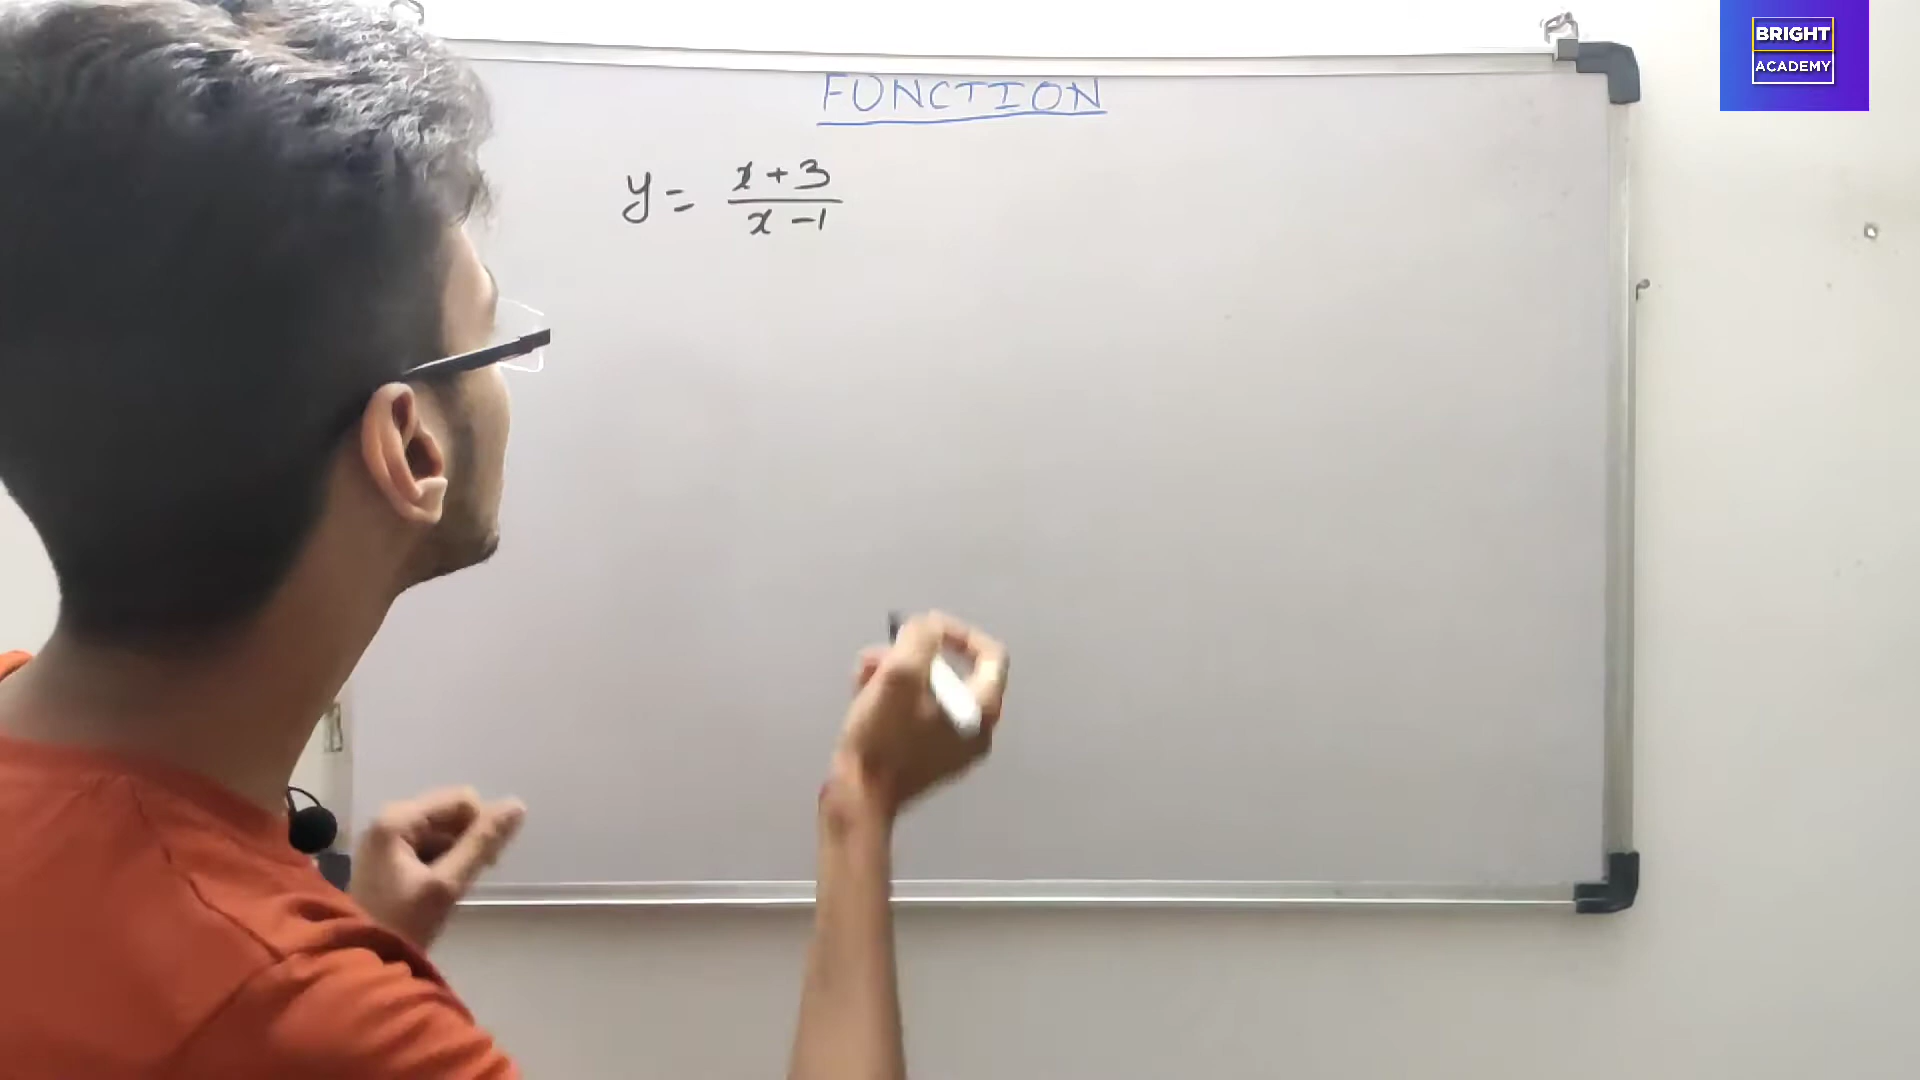 FUNCTION
y = x + 3 / x - 1
BRIGHT
ACADEMY